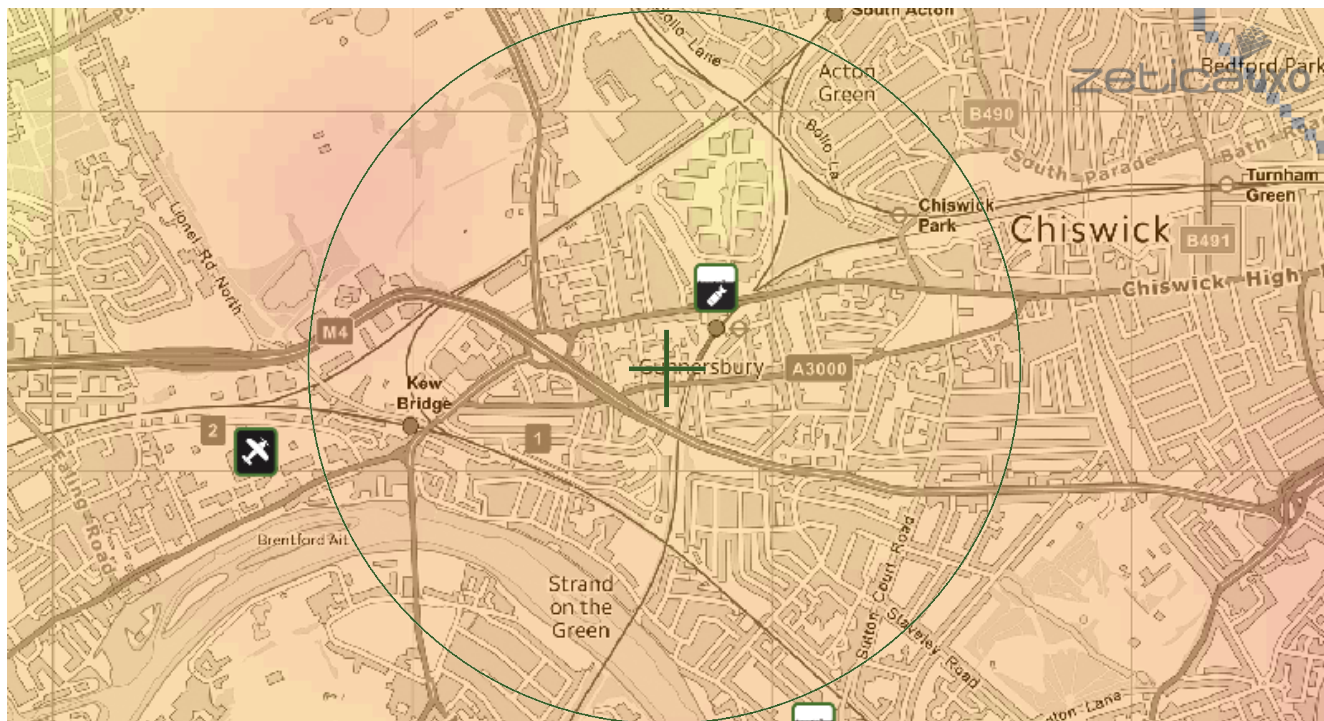 South Acton
Bollo Lane
Bedford Park
zeticauxo
Acton
Green
B490
Bollo La
South Parade
Bath
Turnham
Green
Lionel Rd North
Chiswick
Park
Chiswick
B491
Chiswick High
M4
Gunnersbury
A3000
Kew
Bridge
2
1
Ealing Road
Brentford Ait
Strand
on the
Green
Sutton Court Road
Staveley Road
Lana